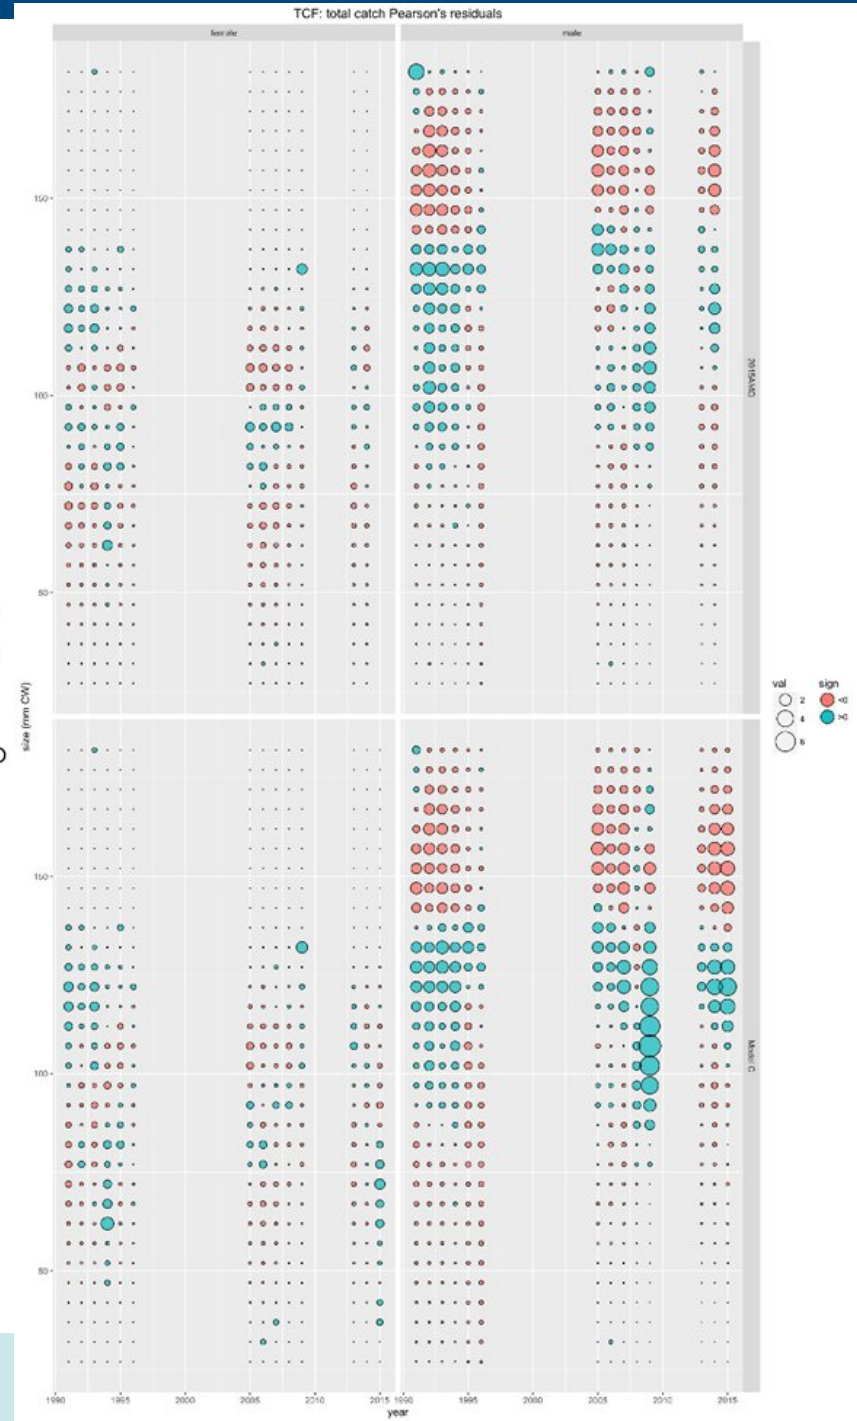 TCF: total catch Pearson's residuals
female male
150
100
50
2015AMD
size (mm CW)
val sign
2 <0
4 >0
6
150
100
50
Model C
1990 1995 2000 2005 2010 2015 1990 1995 2000 2005 2010 2015
year